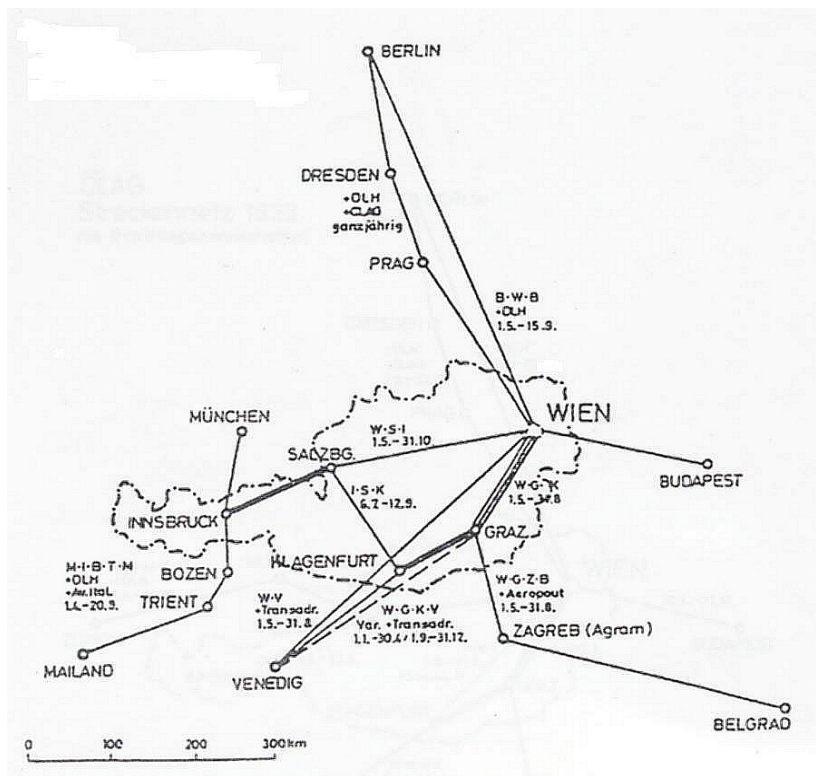 BERLIN
DRESDEN
+DLH
+CLAG
ganzjährig
PRAG
B·W·B
+DLH
1.5.–15.9.
MÜNCHEN
WIEN
W·S·I
1.5.–31.10.
SALZBG.
BUDAPEST
I·S·K
6.7.–12.9.
W·G·K
1.5.–31.8
INNSBRUCK
GRAZ
KLAGENFURT
M·I·B·T·M
+DLH
+Av.Ital.
1.4.–20.9.
BOZEN
TRIENT
W·V
+Transadr.
1.5.–31.8.
W·G·K·V
Var. +Transadr.
1.1.–30.4./1.9.–31.12.
W·G·Z·B
+Aeropout
1.5.–31.8.
ZAGREB (Agram)
MAILAND
VENEDIG
BELGRAD
0 100 200 300km